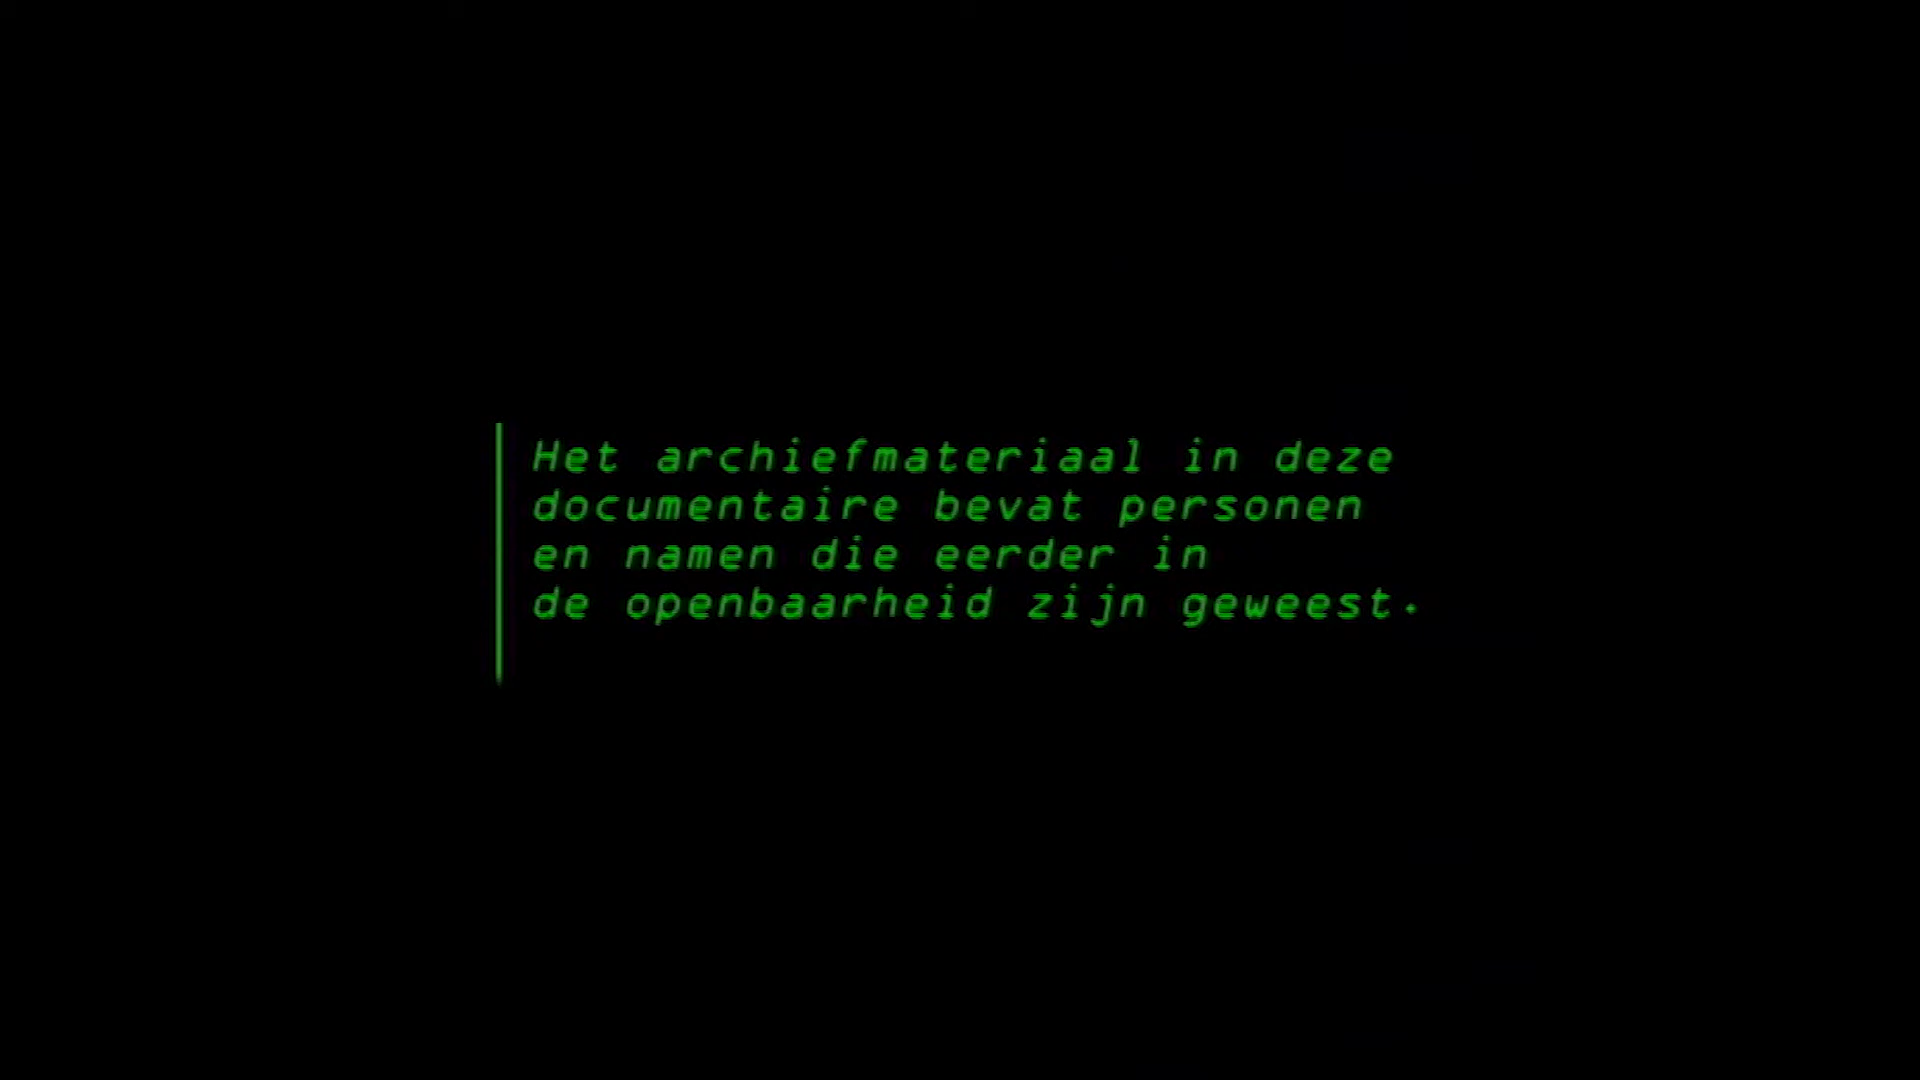 Het archiefmateriaal in deze
documentaire bevat personen
en namen die eerder in
de openbaarheid zijn geweest.